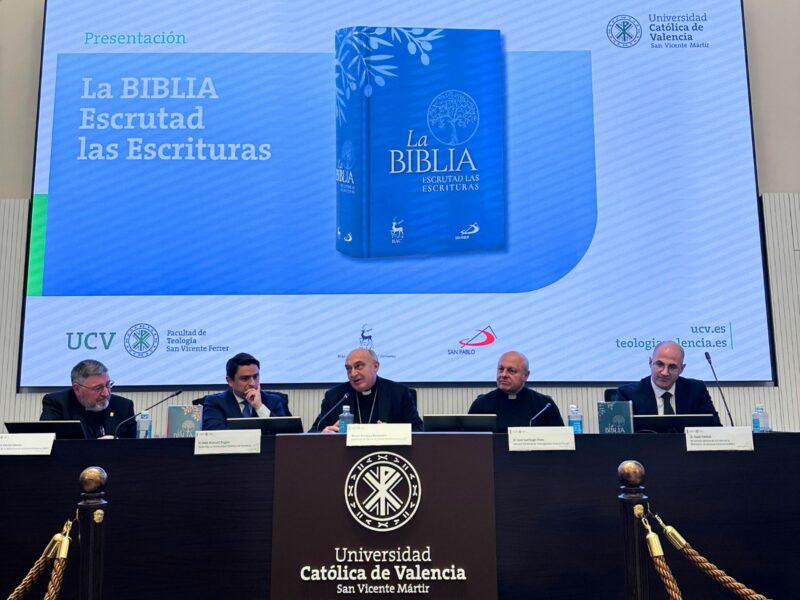 Presentación
La BIBLIA
Escrutad
las Escrituras
La
BIBLIA
La
BIBLIA
ESCRUTAD LAS
ESCRITURAS
BAC
SAN PABLO
Universidad
Católica de
Valencia
San Vicente Mártir
UCV
Facultad de
Teología
San Vicente Ferrer
SAN PABLO
ucv.es
teologiavalencia.es
Universidad
Católica de Valencia
San Vicente Mártir